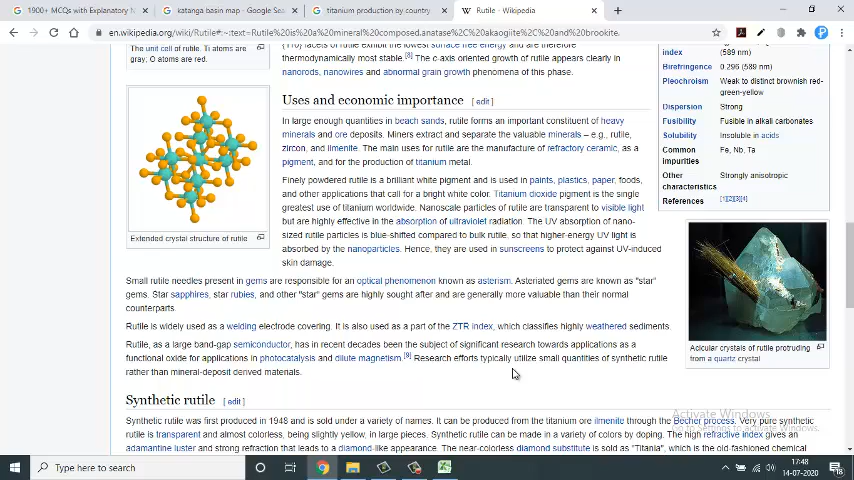 1900+ MCQs with Explanatory N
katanga basin map - Google Sea
titanium production by country
Rutile - Wikipedia
en.wikipedia.org/wiki/Rutile#:~:text=Rutile%20is%20a%20mineral%20composed,anatase%2C%20akaogiite%2C%20and%20brookite.
The unit cell of rutile. Ti atoms are
gray; O atoms are red.
{110} facets of rutile exhibit the lowest surface free energy and are therefore
thermodynamically most stable.[8] The c-axis oriented growth of rutile appears clearly in
nanorods, nanowires and abnormal grain growth phenomena of this phase.
Uses and economic importance [ edit ]
In large enough quantities in beach sands, rutile forms an important constituent of heavy
minerals and ore deposits. Miners extract and separate the valuable minerals – e.g., rutile,
zircon, and ilmenite. The main uses for rutile are the manufacture of refractory ceramic, as a
pigment, and for the production of titanium metal.
Finely powdered rutile is a brilliant white pigment and is used in paints, plastics, paper, foods,
and other applications that call for a bright white color. Titanium dioxide pigment is the single
greatest use of titanium worldwide. Nanoscale particles of rutile are transparent to visible light
but are highly effective in the absorption of ultraviolet radiation. The UV absorption of nano-
sized rutile particles is blue-shifted compared to bulk rutile, so that higher-energy UV light is
absorbed by the nanoparticles. Hence, they are used in sunscreens to protect against UV-induced
skin damage.
Extended crystal structure of rutile
Small rutile needles present in gems are responsible for an optical phenomenon known as asterism. Asteriated gems are known as "star"
gems. Star sapphires, star rubies, and other "star" gems are highly sought after and are generally more valuable than their normal
counterparts.
Rutile is widely used as a welding electrode covering. It is also used as a part of the ZTR index, which classifies highly weathered sediments.
Rutile, as a large band-gap semiconductor, has in recent decades been the subject of significant research towards applications as a
functional oxide for applications in photocatalysis and dilute magnetism.[9] Research efforts typically utilize small quantities of synthetic rutile
rather than mineral-deposit derived materials.
Synthetic rutile [ edit ]
Synthetic rutile was first produced in 1948 and is sold under a variety of names. It can be produced from the titanium ore ilmenite through the Becher process. Very pure synthetic
rutile is transparent and almost colorless, being slightly yellow, in large pieces. Synthetic rutile can be made in a variety of colors by doping. The high refractive index gives an
adamantine luster and strong refraction that leads to a diamond-like appearance. The near-colorless diamond substitute is sold as "Titania", which is the old-fashioned chemical
index (589 nm)
Birefringence 0.296 (589 nm)
Pleochroism Weak to distinct brownish red-
green-yellow
Dispersion Strong
Fusibility Fusible in alkali carbonates
Solubility Insoluble in acids
Common Fe, Nb, Ta
impurities
Other Strongly anisotropic
characteristics
References [1][2][3][4]
Acicular crystals of rutile protruding
from a quartz crystal
Activate Windows
Go to Settings to activate Windows.
Type here to search
17:48
14-07-2020
18